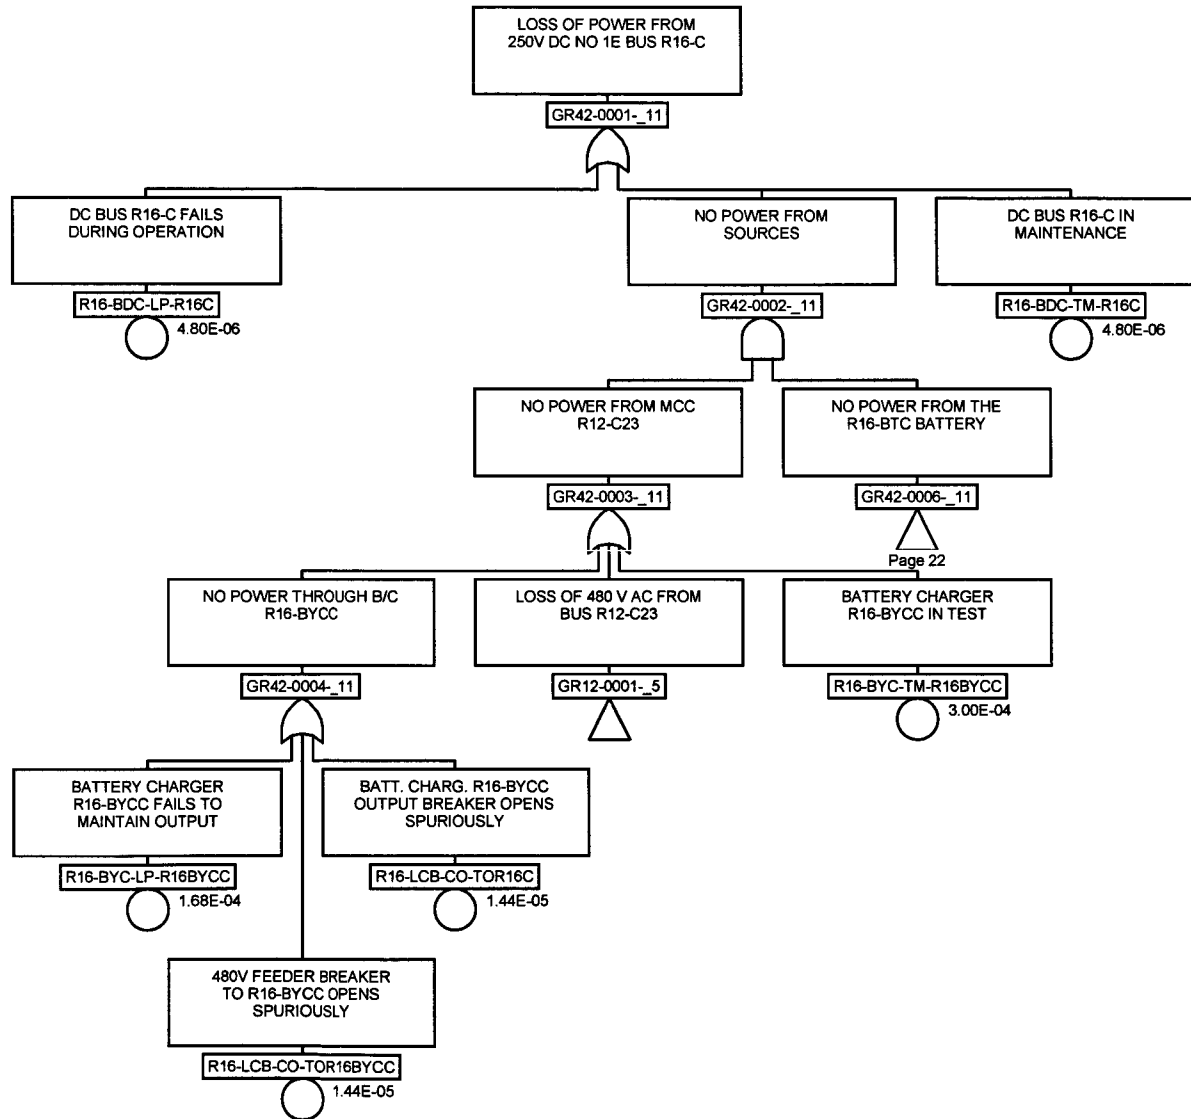 LOSS OF POWER FROM
250V DC NO 1E BUS R16-C
GR42-0001-_11
DC BUS R16-C FAILS
DURING OPERATION
R16-BDC-LP-R16C
4.80E-06
NO POWER FROM
SOURCES
GR42-0002-_11
DC BUS R16-C IN
MAINTENANCE
R16-BDC-TM-R16C
4.80E-06
NO POWER FROM MCC
R12-C23
GR42-0003-_11
NO POWER FROM THE
R16-BTC BATTERY
GR42-0006-_11
Page 22
NO POWER THROUGH B/C
R16-BYCC
GR42-0004-_11
LOSS OF 480 V AC FROM
BUS R12-C23
GR12-0001-_5
BATTERY CHARGER
R16-BYCC IN TEST
R16-BYC-TM-R16BYCC
3.00E-04
BATTERY CHARGER
R16-BYCC FAILS TO
MAINTAIN OUTPUT
R16-BYC-LP-R16BYCC
1.68E-04
BATT. CHARG. R16-BYCC
OUTPUT BREAKER OPENS
SPURIOUSLY
R16-LCB-CO-TOR16C
1.44E-05
480V FEEDER BREAKER
TO R16-BYCC OPENS
SPURIOUSLY
R16-LCB-CO-TOR16BYCC
1.44E-05